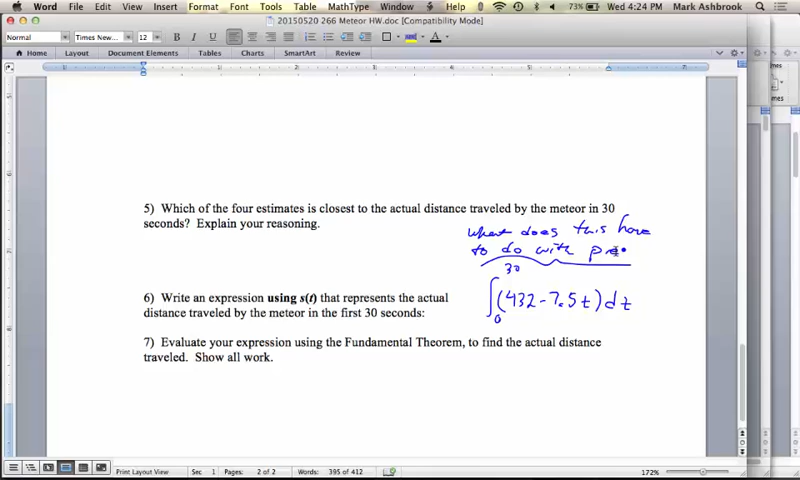 Word File Edit View Insert Format Font Tools Table MathType Window Help 73% Wed 4:24 PM Mark Ashbrook
20150520 266 Meteor HW.doc [Compatibility Mode]
Normal Times New... 12 B I U A
Home Layout Document Elements Tables Charts SmartArt Review
5) Which of the four estimates is closest to the actual distance traveled by the meteor in 30
seconds? Explain your reasoning.
what does this have
to do with
30
∫(432-7.5t)dt
0
6) Write an expression using s(t) that represents the actual
distance traveled by the meteor in the first 30 seconds:
7) Evaluate your expression using the Fundamental Theorem, to find the actual distance
traveled. Show all work.
Print Layout View Sec 1 Pages: 2 of 2 Words: 395 of 412 172%